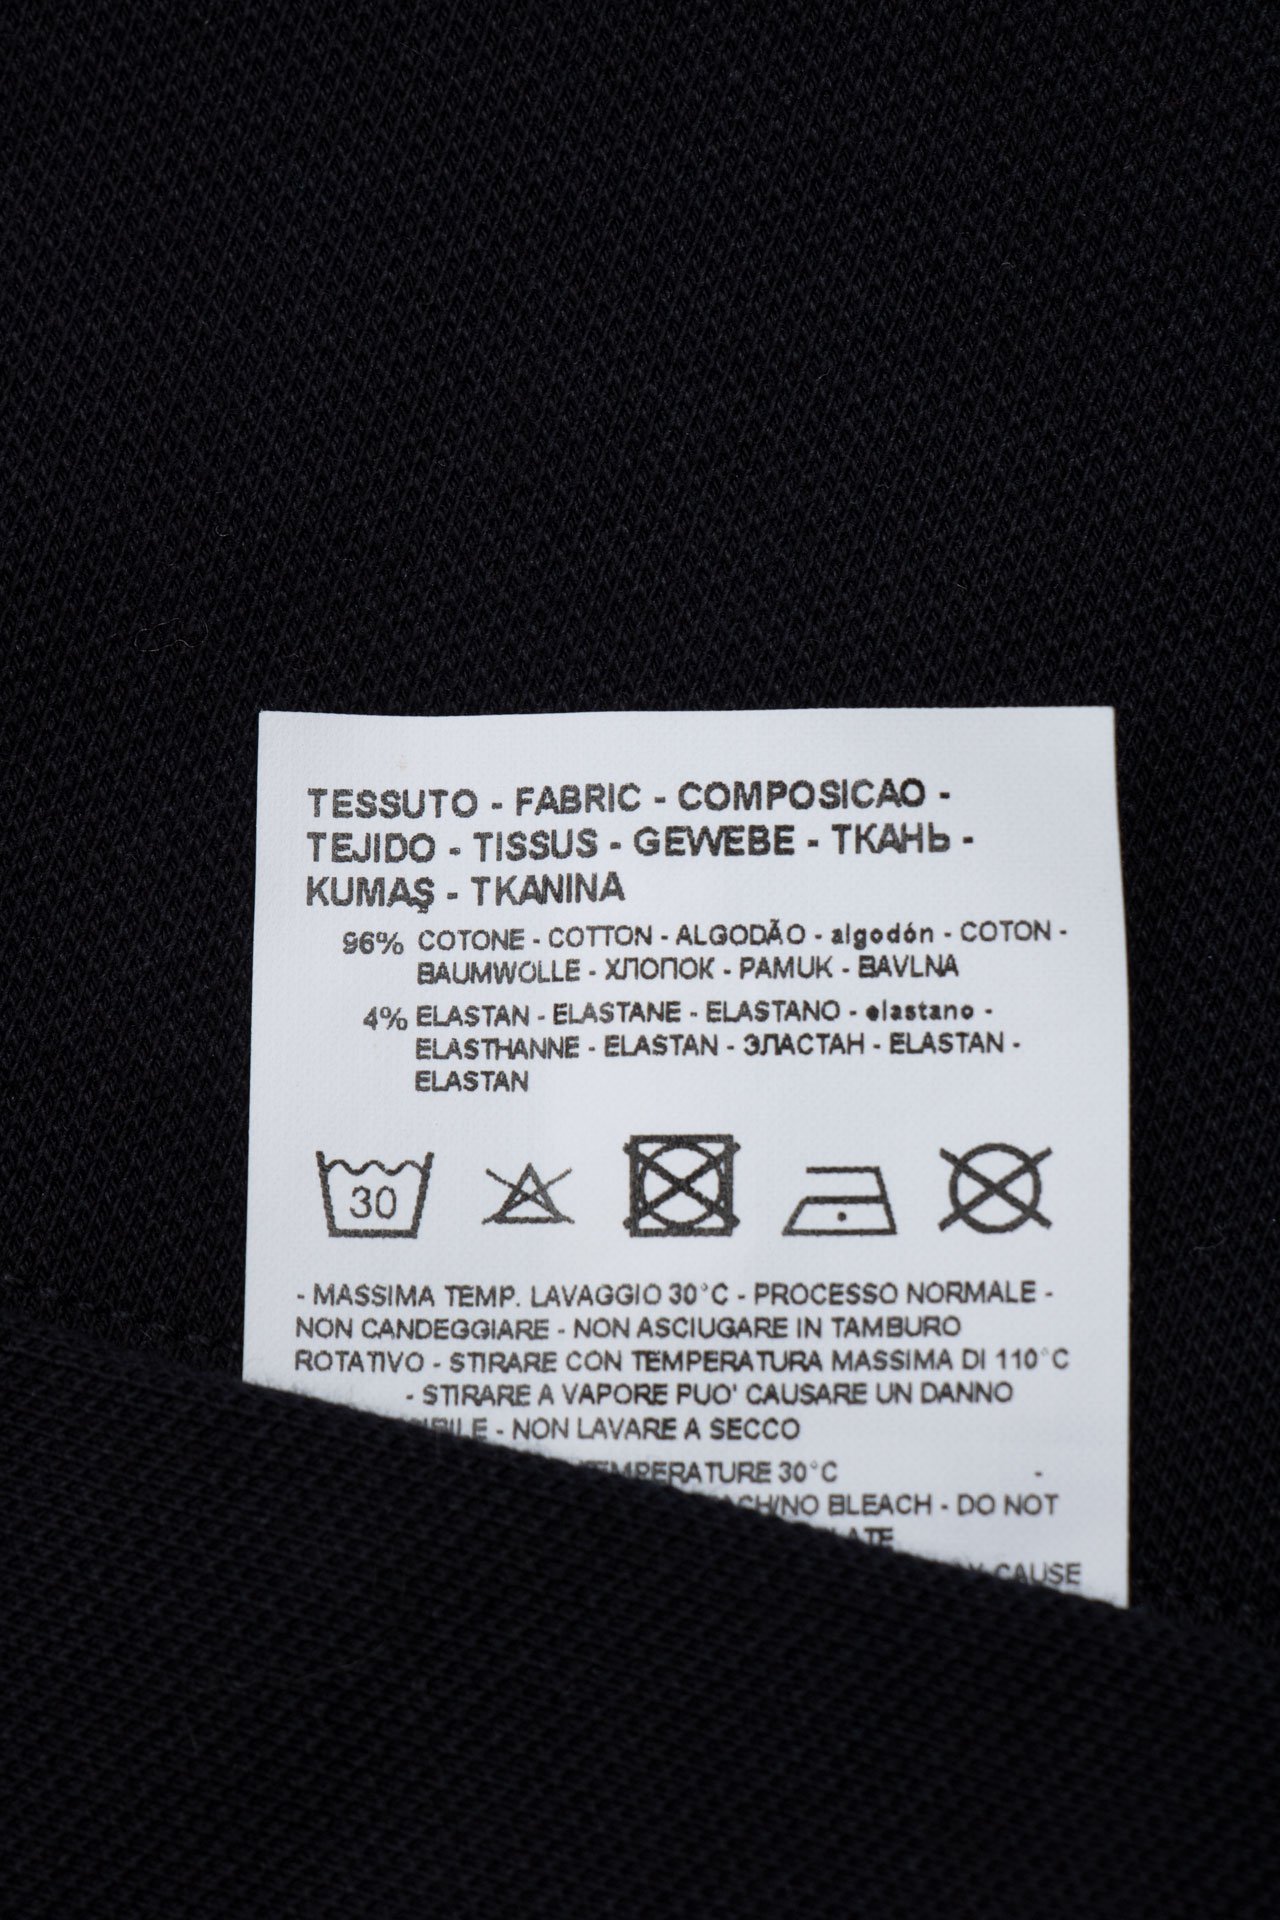 TESSUTO - FABRIC - COMPOSICAO -
TEJIDO - TISSUS - GEWEBE - ТКАНЬ -
KUMAŞ - TKANINA
96% COTONE - COTTON - ALGODÃO - algodón - COTON -
BAUMWOLLE - ХЛОПОК - PAMUK - BAVLNA
4% ELASTAN - ELASTANE - ELASTANO - elastano -
ELASTHANNE - ELASTAN - ЭЛАСТАН - ELASTAN -
ELASTAN
30
- MASSIMA TEMP. LAVAGGIO 30°C - PROCESSO NORMALE -
NON CANDEGGIARE - NON ASCIUGARE IN TAMBURO
ROTATIVO - STIRARE CON TEMPERATURA MASSIMA DI 110°C
- STIRARE A VAPORE PUO' CAUSARE UN DANNO
- NON LAVARE A SECCO
TEMPERATURE 30°C -
NO BLEACH - DO NOT
CAUSE